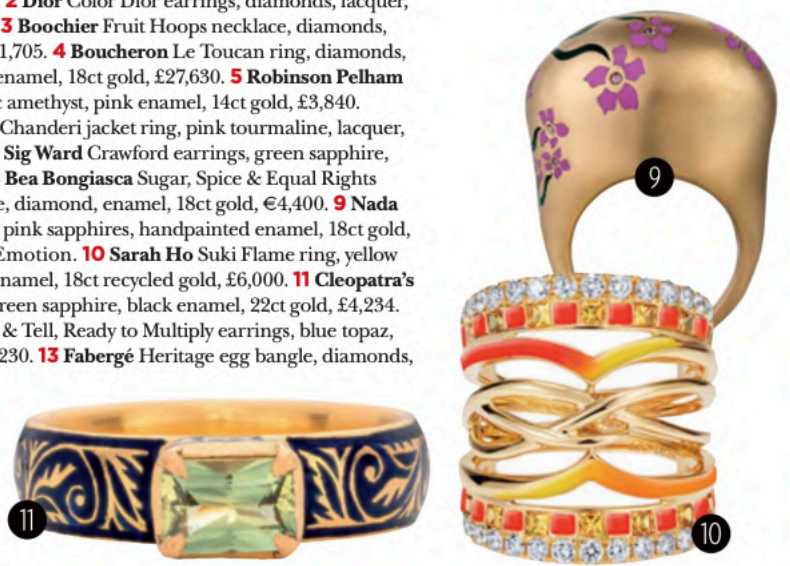 2 Dior Color Dior earrings, diamonds, lacquer,
3 Boochier Fruit Hoops necklace, diamonds,
1,705. 4 Boucheron Le Toucan ring, diamonds,
enamel, 18ct gold, £27,630. 5 Robinson Pelham
amethyst, pink enamel, 14ct gold, £3,840.
Chanderi jacket ring, pink tourmaline, lacquer,
Sig Ward Crawford earrings, green sapphire,
Bea Bongiasca Sugar, Spice & Equal Rights
, diamond, enamel, 18ct gold, €4,400. 9 Nada
pink sapphires, handpainted enamel, 18ct gold,
Emotion. 10 Sarah Ho Suki Flame ring, yellow
namel, 18ct recycled gold, £6,000. 11 Cleopatra's
reen sapphire, black enamel, 22ct gold, £4,234.
& Tell, Ready to Multiply earrings, blue topaz,
230. 13 Fabergé Heritage egg bangle, diamonds,
9
10
11